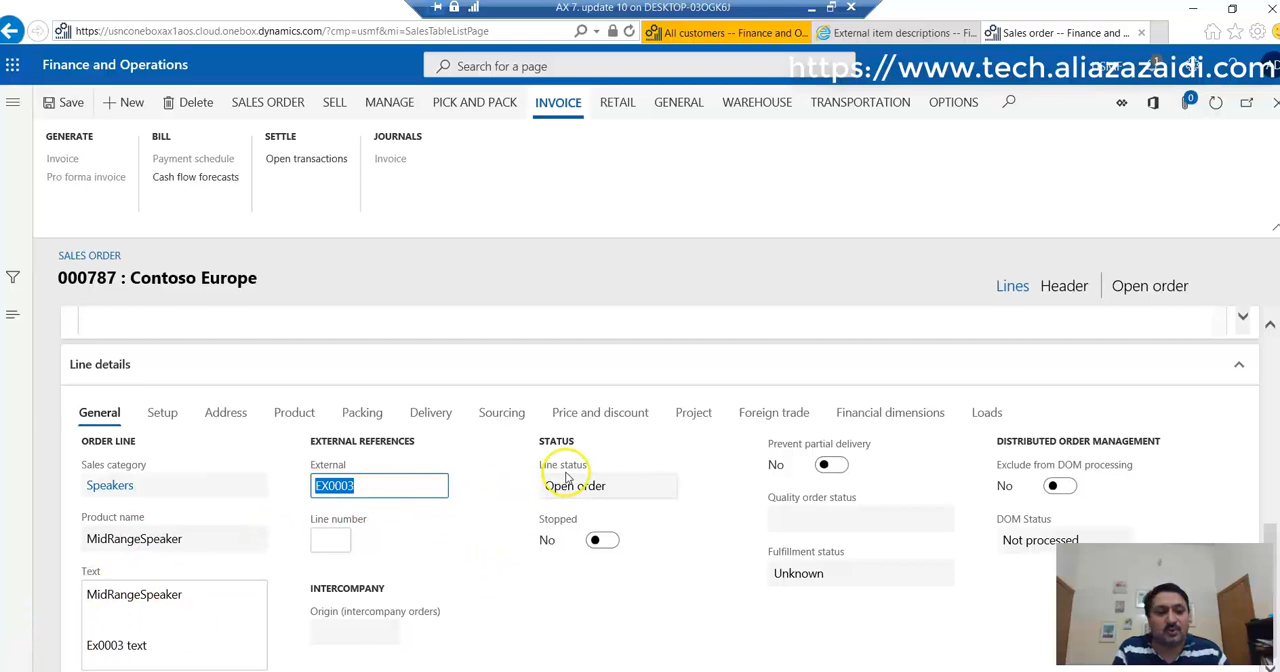 AX 7. update 10 on DESKTOP-03OGK6J
https://usnconeboxax1aos.cloud.onebox.dynamics.com/?cmp=usmf&mi=SalesTableListPage
All customers -- Finance and O...
External item descriptions -- Fi...
Sales order -- Finance and ...
Finance and Operations
Search for a page
https://www.tech.aliazazaidi.com
Save
New
Delete
SALES ORDER
SELL
MANAGE
PICK AND PACK
INVOICE
RETAIL
GENERAL
WAREHOUSE
TRANSPORTATION
OPTIONS
0
GENERATE
BILL
SETTLE
JOURNALS
Invoice
Payment schedule
Open transactions
Invoice
Pro forma invoice
Cash flow forecasts
SALES ORDER
000787 : Contoso Europe
Lines
Header
Open order
Line details
General
Setup
Address
Product
Packing
Delivery
Sourcing
Price and discount
Project
Foreign trade
Financial dimensions
Loads
ORDER LINE
Sales category
Speakers
Product name
MidRangeSpeaker
Text
MidRangeSpeaker
Ex0003 text
EXTERNAL REFERENCES
External
EX0003
Line number
INTERCOMPANY
Origin (intercompany orders)
STATUS
Line status
Open order
Stopped
No
Prevent partial delivery
No
Quality order status
Fulfillment status
Unknown
DISTRIBUTED ORDER MANAGEMENT
Exclude from DOM processing
No
DOM Status
Not processed